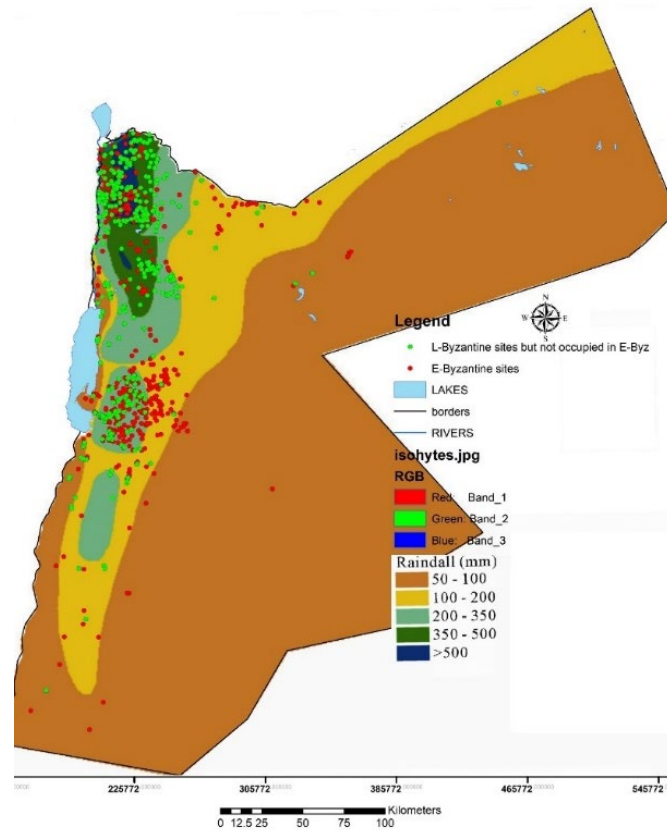 N
W E
S
Legend
L-Byzantine sites but not occupied in E-Byz
E-Byzantine sites
LAKES
borders
RIVERS
isohytes.jpg
RGB
Red: Band_1
Green: Band_2
Blue: Band_3
Raindall (mm)
50 - 100
100 - 200
200 - 350
350 - 500
>500
225772 305772 385772 465772 545772
Kilometers
0 12.5 25 50 75 100